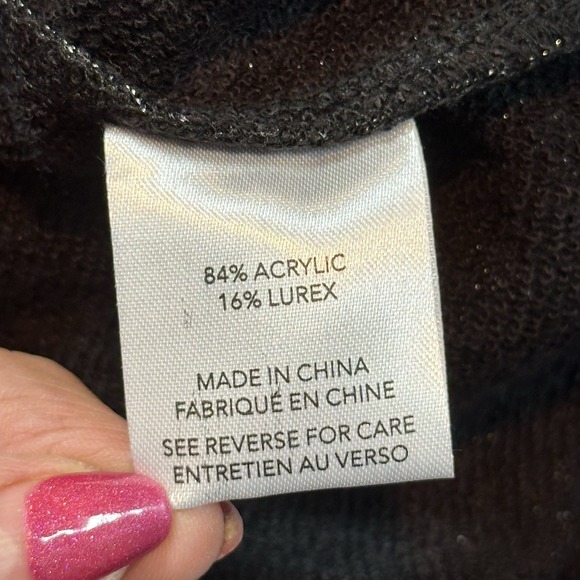 84% ACRYLIC
16% LUREX
MADE IN CHINA
FABRIQUÉ EN CHINE
SEE REVERSE FOR CARE
ENTRETIEN AU VERSO